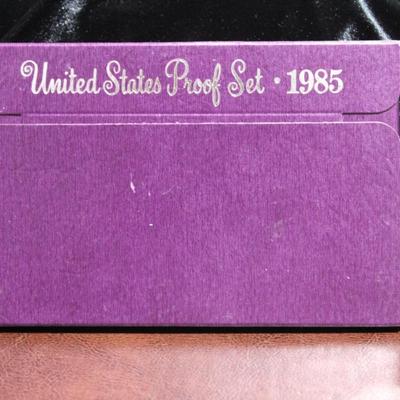 United States Proof Set · 1985